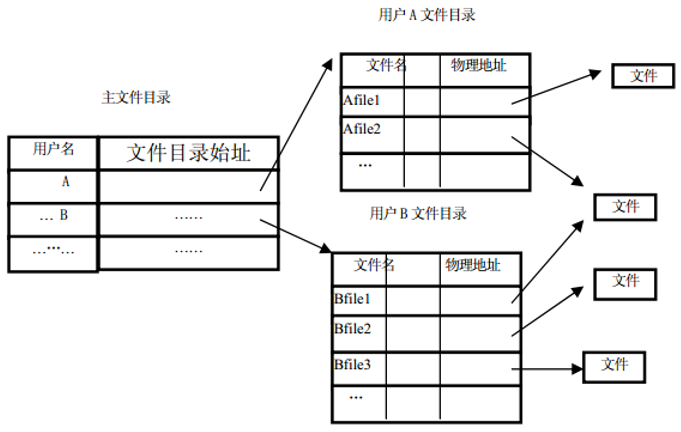 用户 A 文件目录
文件名 物理地址
文件
Afile1
Afile2
…
主文件目录
用户名 文件目录始址
A
… B ……
……… ……
用户 B 文件目录
文件
文件名 物理地址
Bfile1
文件
Bfile2
Bfile3
文件
…